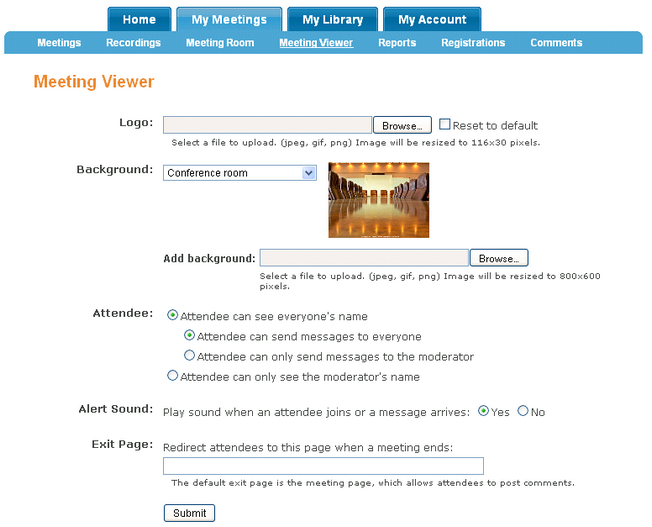 Home My Meetings My Library My Account
Meetings Recordings Meeting Room Meeting Viewer Reports Registrations Comments
Meeting Viewer
Logo: Browse... Reset to default
Select a file to upload. (jpeg, gif, png) Image will be resized to 116x30 pixels.
Background: Conference room
Add background: Browse...
Select a file to upload. (jpeg, gif, png) Image will be resized to 800x600
pixels.
Attendee: Attendee can see everyone's name
Attendee can send messages to everyone
Attendee can only send messages to the moderator
Attendee can only see the moderator's name
Alert Sound: Play sound when an attendee joins or a message arrives: Yes No
Exit Page: Redirect attendees to this page when a meeting ends:
The default exit page is the meeting page, which allows attendees to post comments.
Submit